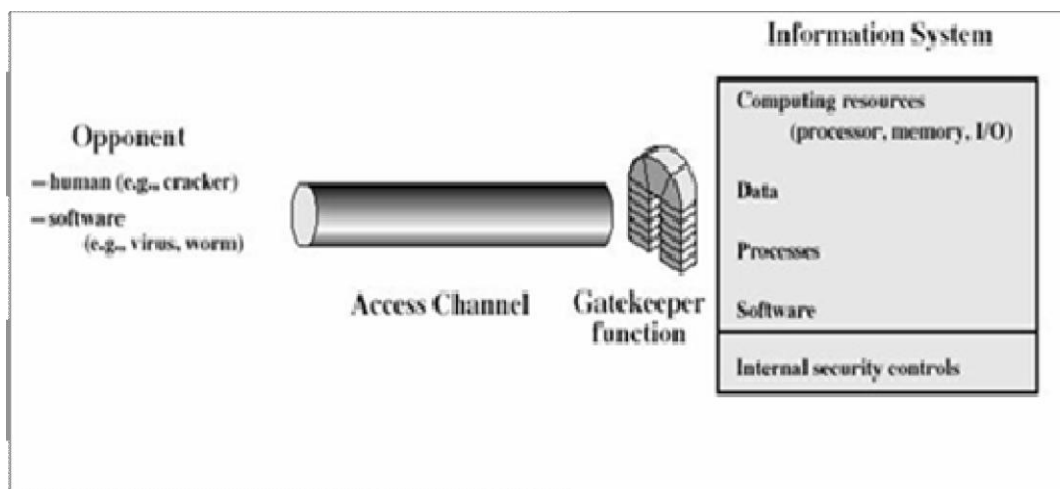 Information System
Opponent
– human (e.g., cracker)
– software
(e.g., virus, worm)
Access Channel
Gatekeeper
function
Computing resources
(processor, memory, I/O)
Data
Processes
Software
Internal security controls